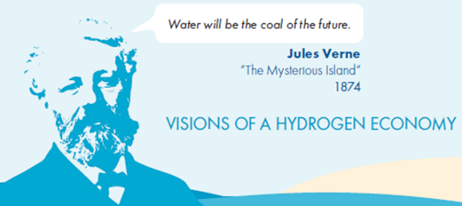 Water will be the coal of the future.
Jules Verne
"The Mysterious Island"
1874
VISIONS OF A HYDROGEN ECONOMY